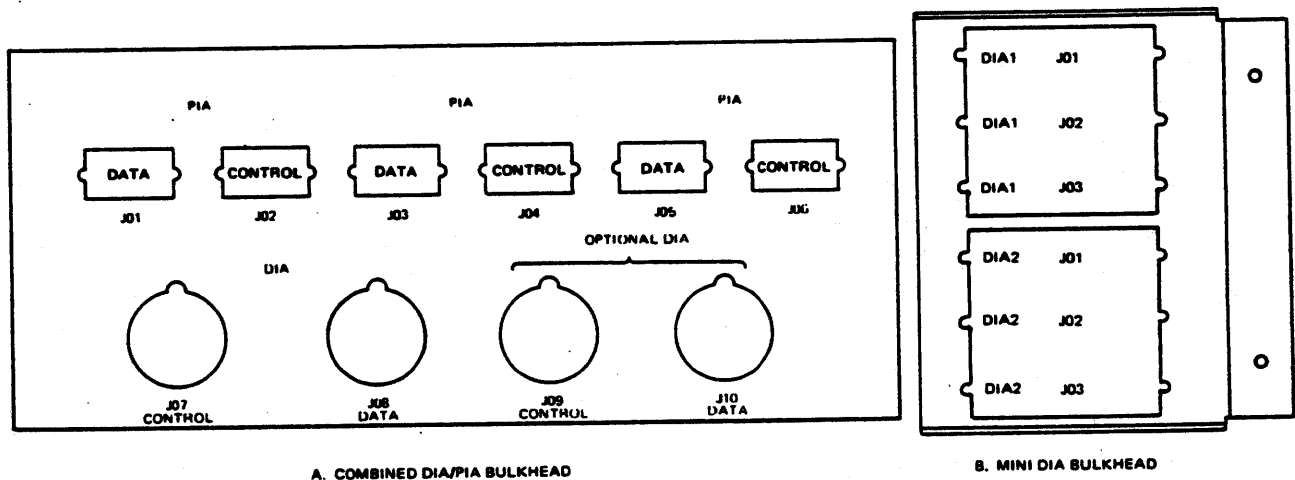 PIA PIA PIA
DATA CONTROL DATA CONTROL DATA CONTROL
J01 J02 J03 J04 J05 J06
OPTIONAL DIA
DIA
J07 J08 J09 J10
CONTROL DATA CONTROL DATA
A. COMBINED DIA/PIA BULKHEAD
DIA1 J01
DIA1 J02
DIA1 J03
DIA2 J01
DIA2 J02
DIA2 J03
B. MINI DIA BULKHEAD